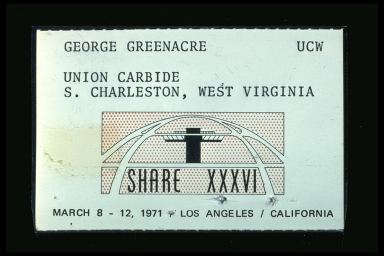 GEORGE GREENACRE UCW
UNION CARBIDE
S. CHARLESTON, WEST VIRGINIA
SHARE XXXVI
MARCH 8 - 12, 1971 - LOS ANGELES / CALIFORNIA